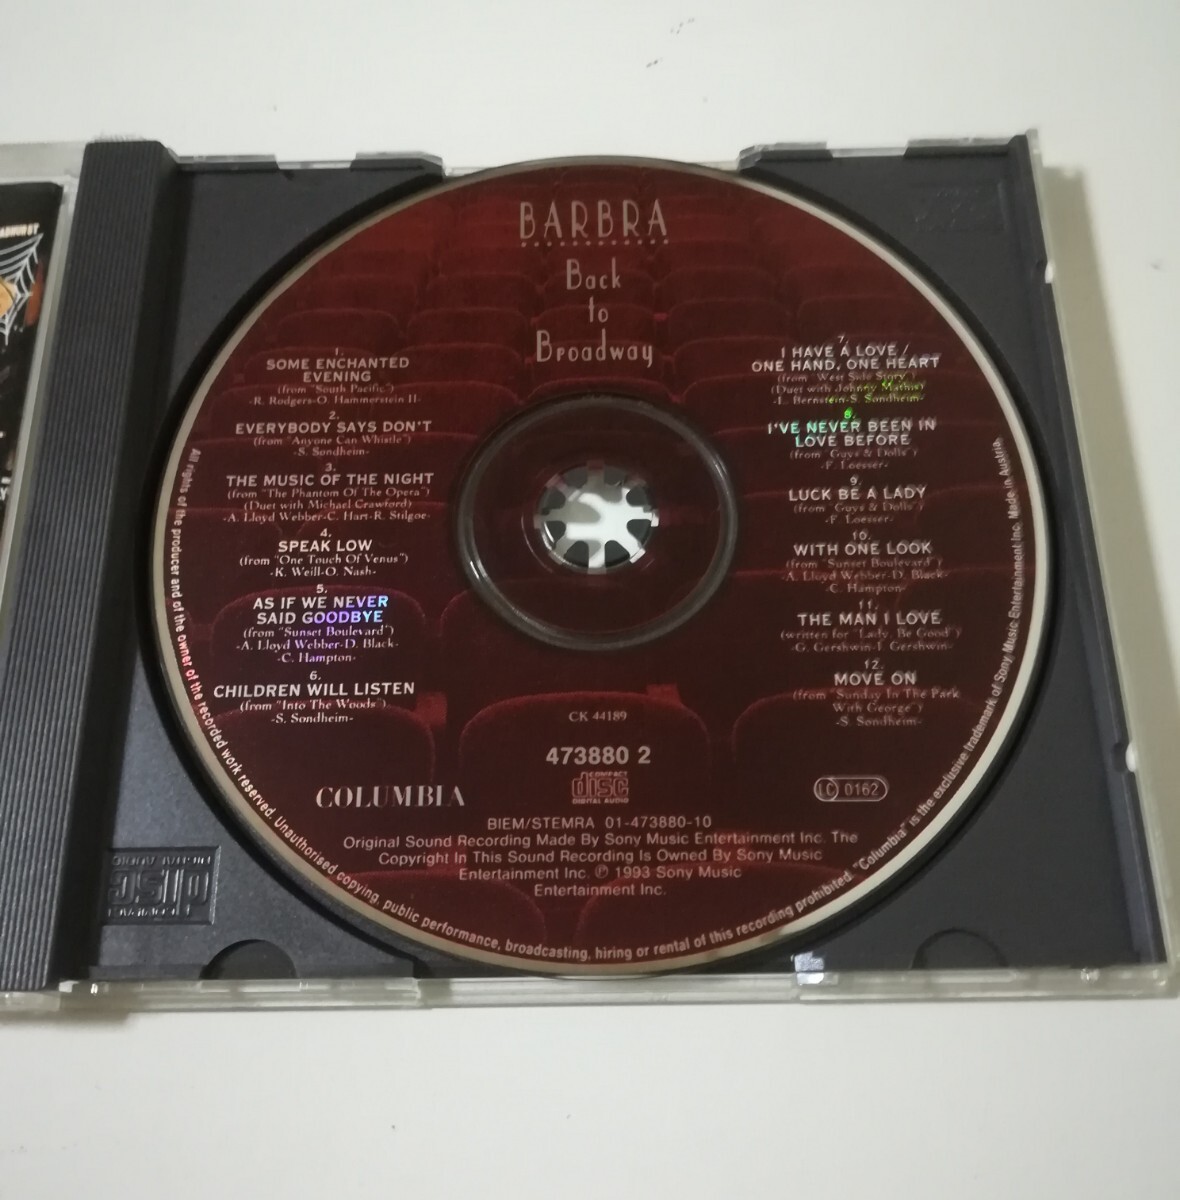 BARBRA
Back
to
Broadway
1.
SOME ENCHANTED
EVENING
(from "South Pacific")
-R. Rodgers-O. Hammerstein II-
2.
EVERYBODY SAYS DON'T
(from "Anyone Can Whistle")
-S. Sondheim-
3.
THE MUSIC OF THE NIGHT
(from "The Phantom Of The Opera")
(Duet with Michael Crawford)
-A. Lloyd Webber-C. Hart-R. Stilgoe-
4.
SPEAK LOW
(from "One Touch Of Venus")
-K. Weill-O. Nash-
5.
AS IF WE NEVER
SAID GOODBYE
(from "Sunset Boulevard")
-A. Lloyd Webber-D. Black-
-C. Hampton-
6.
CHILDREN WILL LISTEN
(from "Into The Woods")
-S. Sondheim-
7.
I HAVE A LOVE /
ONE HAND, ONE HEART
(from "West Side Story")
(Duet with Johnny Mathis)
-L. Bernstein-S. Sondheim-
8.
I'VE NEVER BEEN IN
LOVE BEFORE
(from "Guys & Dolls")
-F. Loesser-
9.
LUCK BE A LADY
(from "Guys & Dolls")
-F. Loesser-
10.
WITH ONE LOOK
(from "Sunset Boulevard")
-A. Lloyd Webber-D. Black-
-C. Hampton-
11.
THE MAN I LOVE
(written for "Lady, Be Good")
-G. Gershwin-I. Gershwin-
12.
MOVE ON
(from "Sunday In The Park
With George")
-S. Sondheim-
CK 44189
473880 2
COMPACT
disc
DIGITAL AUDIO
COLUMBIA
LC 0162
BIEM/STEMRA 01-473880-10
Original Sound Recording Made By Sony Music Entertainment Inc. The
Copyright In This Sound Recording Is Owned By Sony Music
Entertainment Inc. ℗ 1993 Sony Music
Entertainment Inc.
All rights of the producer and of the owner of the recorded work reserved. Unauthorised copying, public performance, broadcasting, hiring or rental of this recording prohibited. "Columbia" is the exclusive trademark of Sony Music Entertainment Inc. Made in Austria.
COMPACT
disc
DIGITAL AUDIO